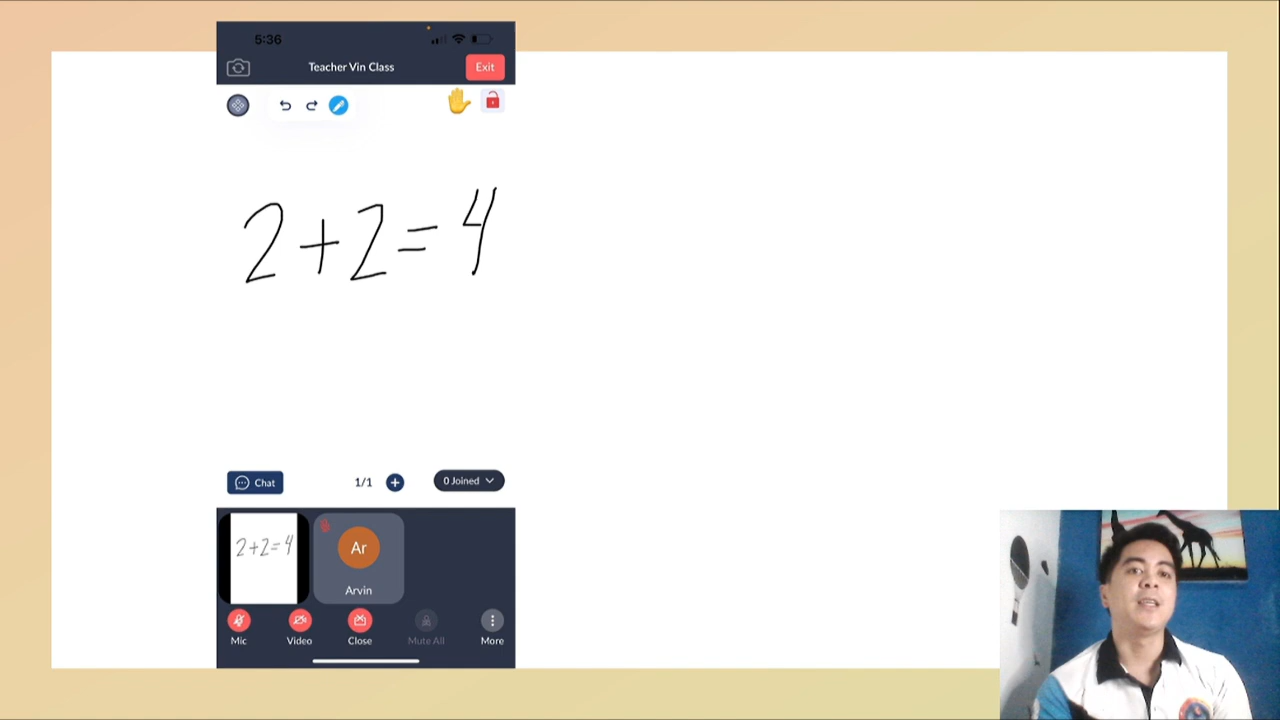 5:36
Teacher Vin Class
Exit
2+2=4
Chat
1/1
0 Joined
2+2=4
Ar
Arvin
Mic
Video
Close
Mute All
More